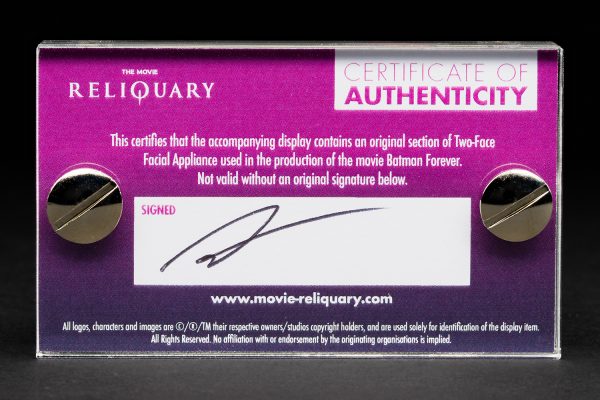 THE MOVIE
RELIQUARY
CERTIFICATE OF
AUTHENTICITY
This certifies that the accompanying display contains an original section of Two-Face
Facial Appliance used in the production of the movie Batman Forever.
Not valid without an original signature below.
SIGNED
www.movie-reliquary.com
All logos, characters and images are ©/®/TM their respective owners/studios copyright holders, and are used solely for identification of the display item.
All Rights Reserved. No affiliation with or endorsement by the originating organisations is implied.